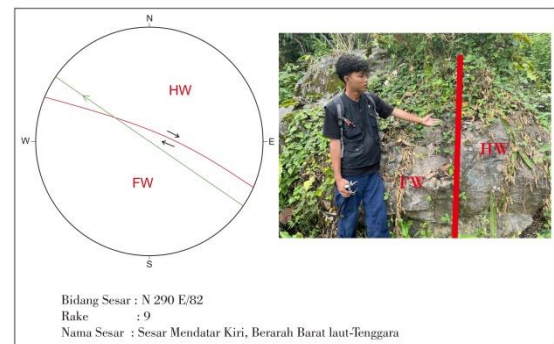 N
HW
W
E
FW
S
FW
HW
Bidang Sesar : N 290 E/82
Rake : 9
Nama Sesar : Sesar Mendatar Kiri, Berarah Barat laut-Tenggara